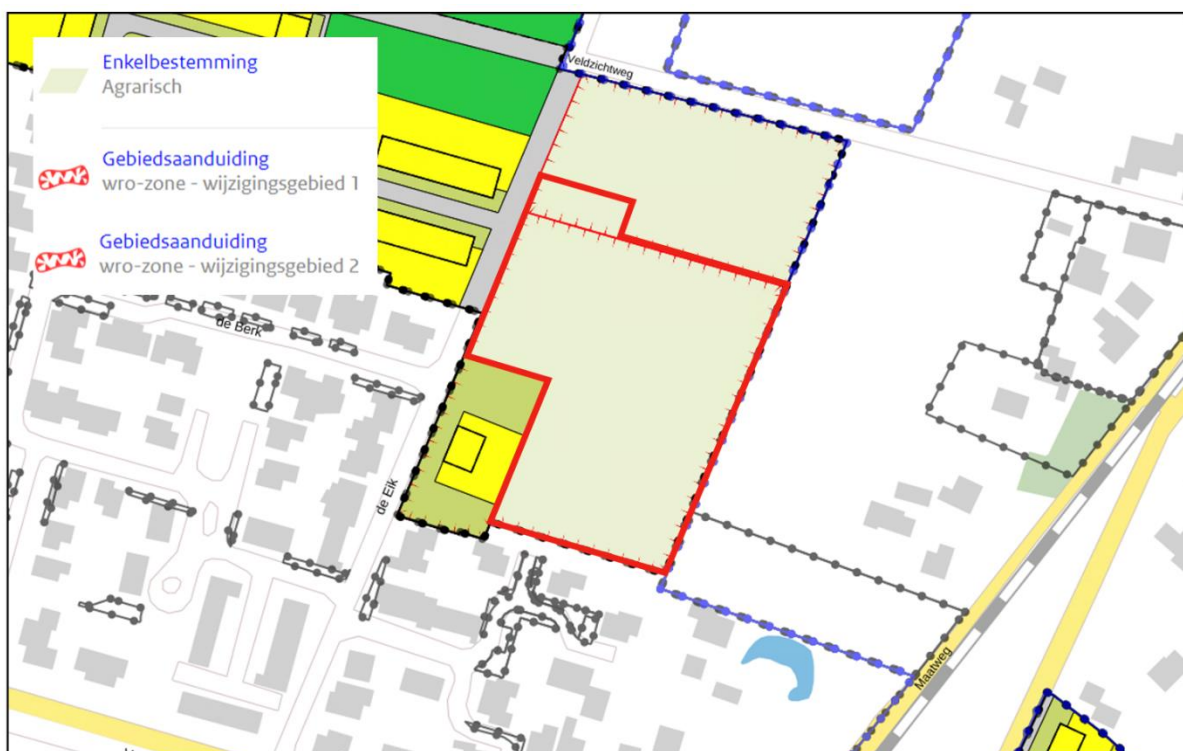 Enkelbestemming
Agrarisch
Gebiedsaanduiding
wro-zone - wijzigingsgebied 1
Gebiedsaanduiding
wro-zone - wijzigingsgebied 2
Veldzichtweg
de Berk
de Eik
Maatweg